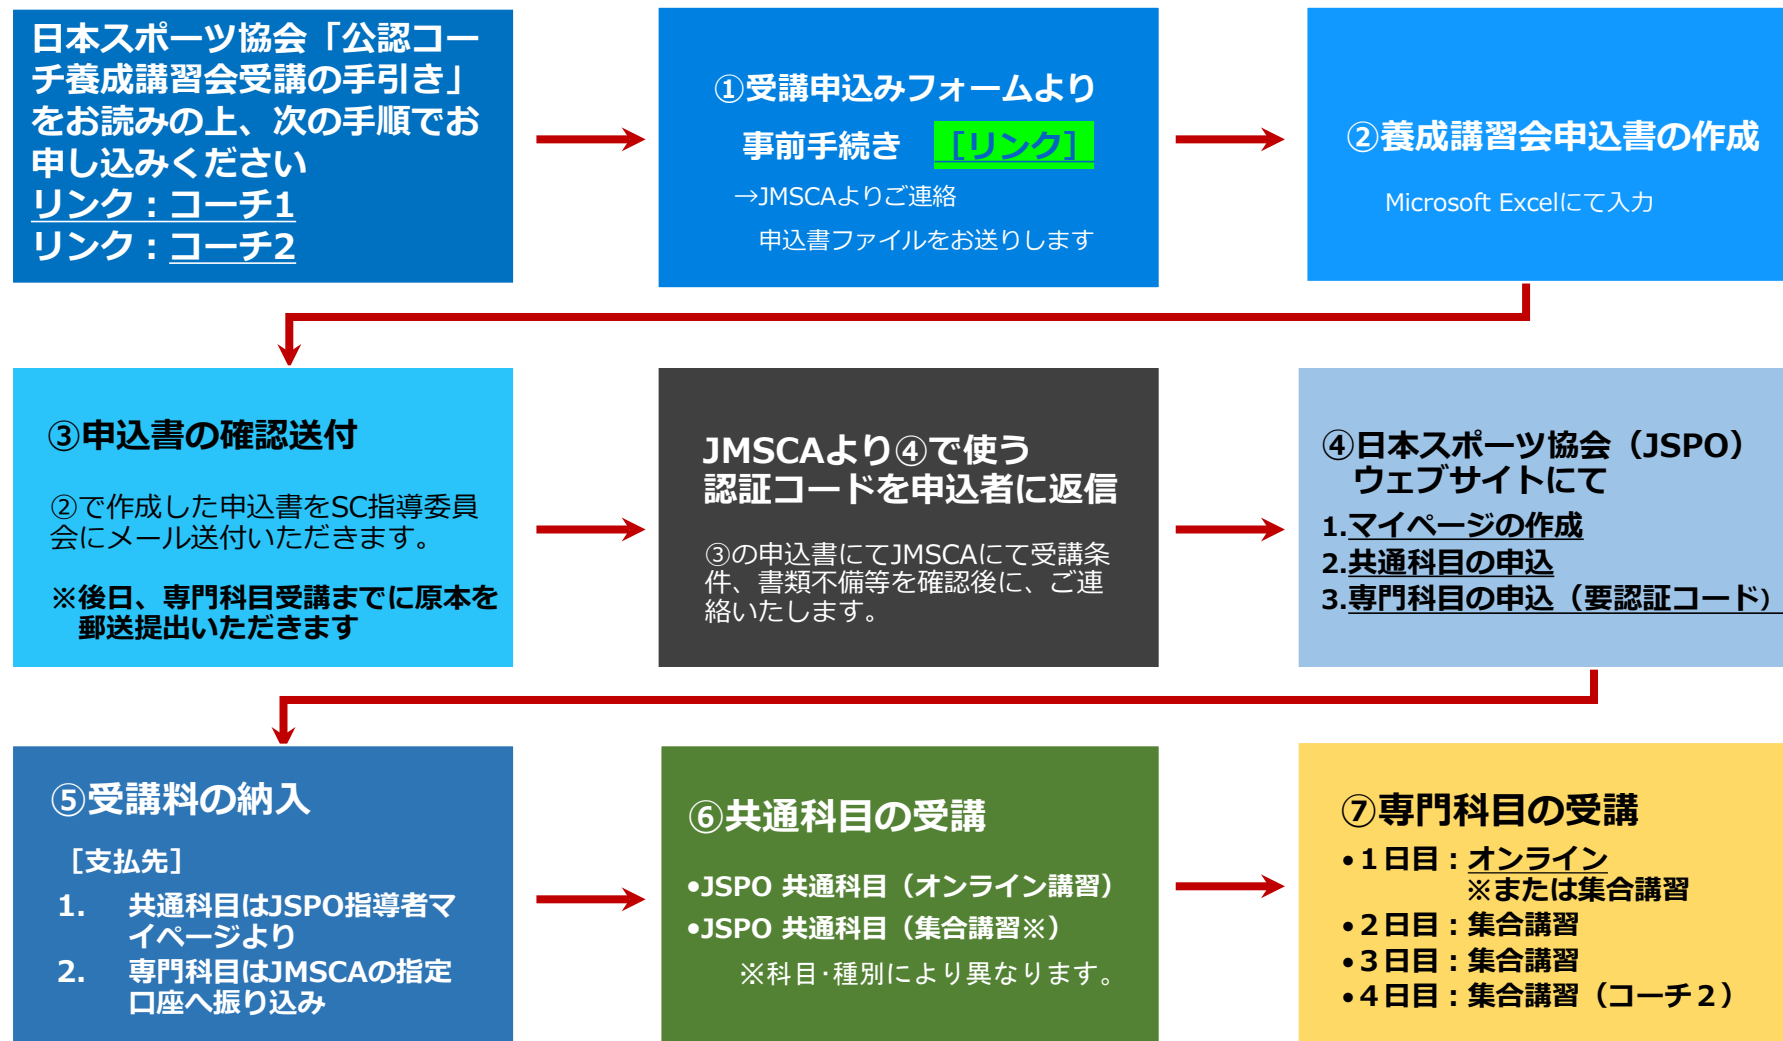 日本スポーツ協会「公認コー
チ養成講習会受講の手引き」
をお読みの上、次の手順でお
申し込みください
リンク：コーチ1
リンク：コーチ2
①受講申込みフォームより
事前手続き ［リンク］
→JMSCAよりご連絡
申込書ファイルをお送りします
②養成講習会申込書の作成
Microsoft Excelにて入力
③申込書の確認送付
②で作成した申込書をSC指導委員
会にメール送付いただきます。
※後日、専門科目受講までに原本を
郵送提出いただきます
JMSCAより④で使う
認証コードを申込者に返信
③の申込書にてJMSCAにて受講条
件、書類不備等を確認後に、ご連
絡いたします。
④日本スポーツ協会（JSPO）
ウェブサイトにて
1.マイページの作成
2.共通科目の申込
3.専門科目の申込（要認証コード）
⑤受講料の納入
［支払先］
1. 共通科目はJSPO指導者マ
イページより
2. 専門科目はJMSCAの指定
口座へ振り込み
⑥共通科目の受講
•JSPO 共通科目（オンライン講習）
•JSPO 共通科目（集合講習※）
※科目･種別により異なります。
⑦専門科目の受講
•１日目：オンライン
※または集合講習
•２日目：集合講習
•３日目：集合講習
•４日目：集合講習（コーチ２）